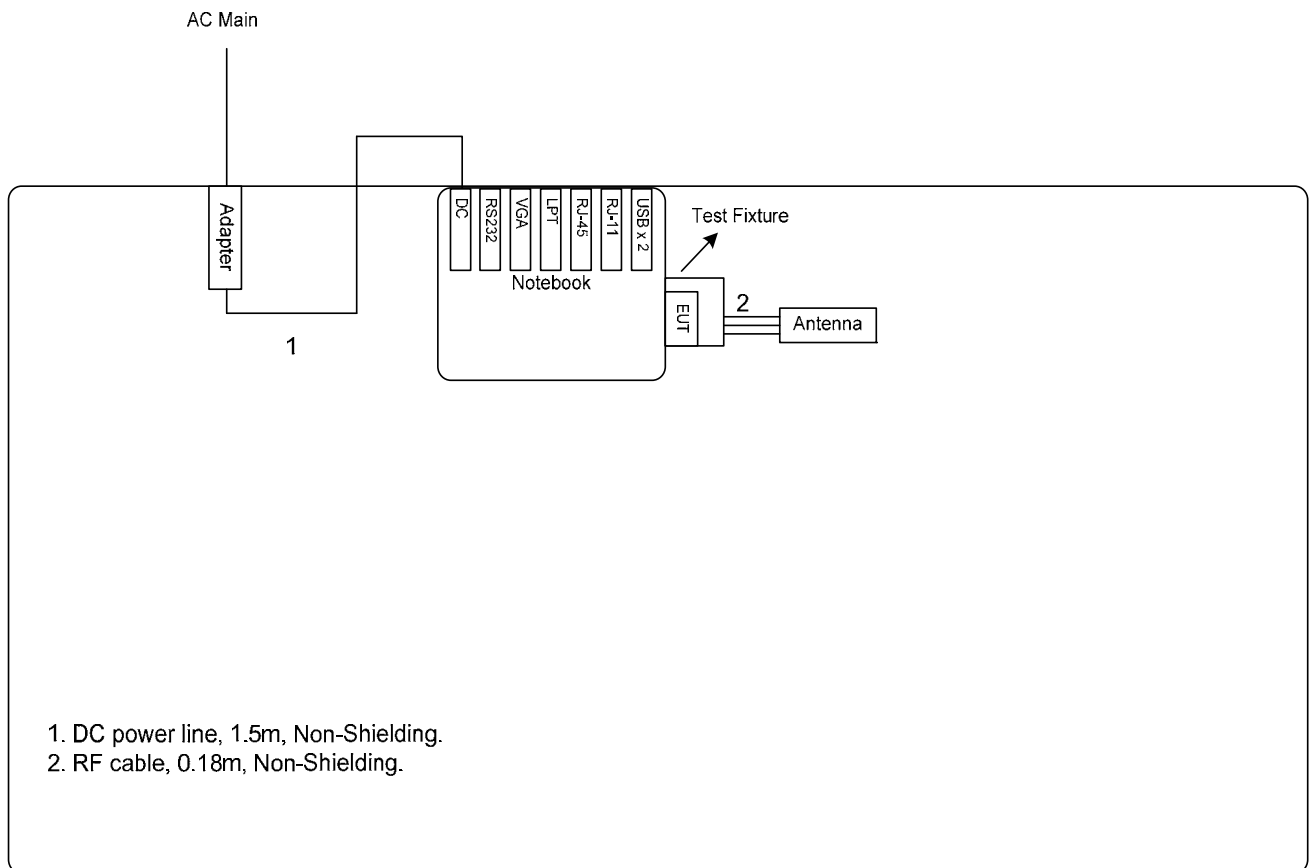 AC Main
Adapter
DC
RS232
VGA
LPT
RJ-45
RJ-11
USB x 2
Notebook
Test Fixture
EUT
2
Antenna
1
1. DC power line, 1.5m, Non-Shielding.
2. RF cable, 0.18m, Non-Shielding.